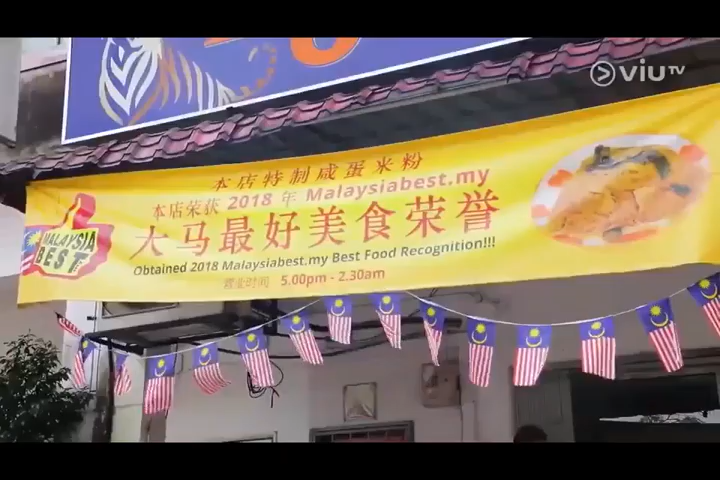 viu TV
本店特制咸蛋米粉
本店荣获 2018 年 Malaysiabest.my
大马最好美食荣誉
Obtained 2018 Malaysiabest.my Best Food Recognition!!!
营业时间 5.00pm - 2.30am
MALAYSIA
BEST